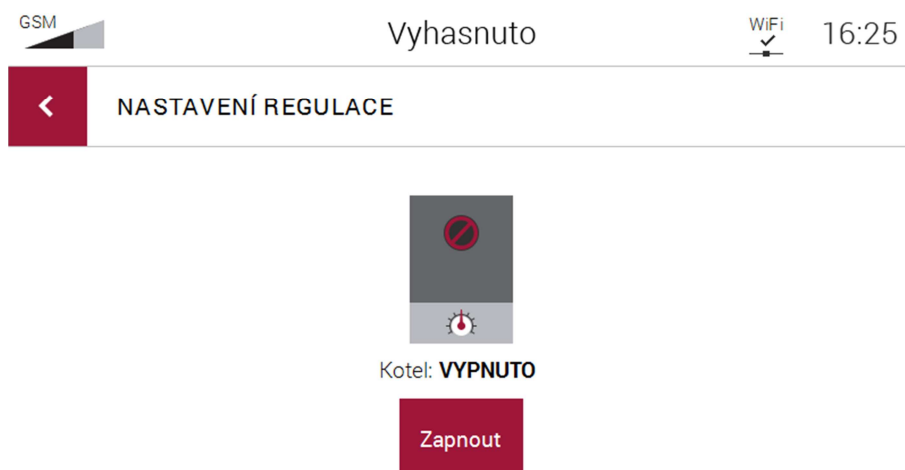 GSM
Vyhasnuto
WiFi
16:25
NASTAVENÍ REGULACE
Kotel: VYPNUTO
Zapnout